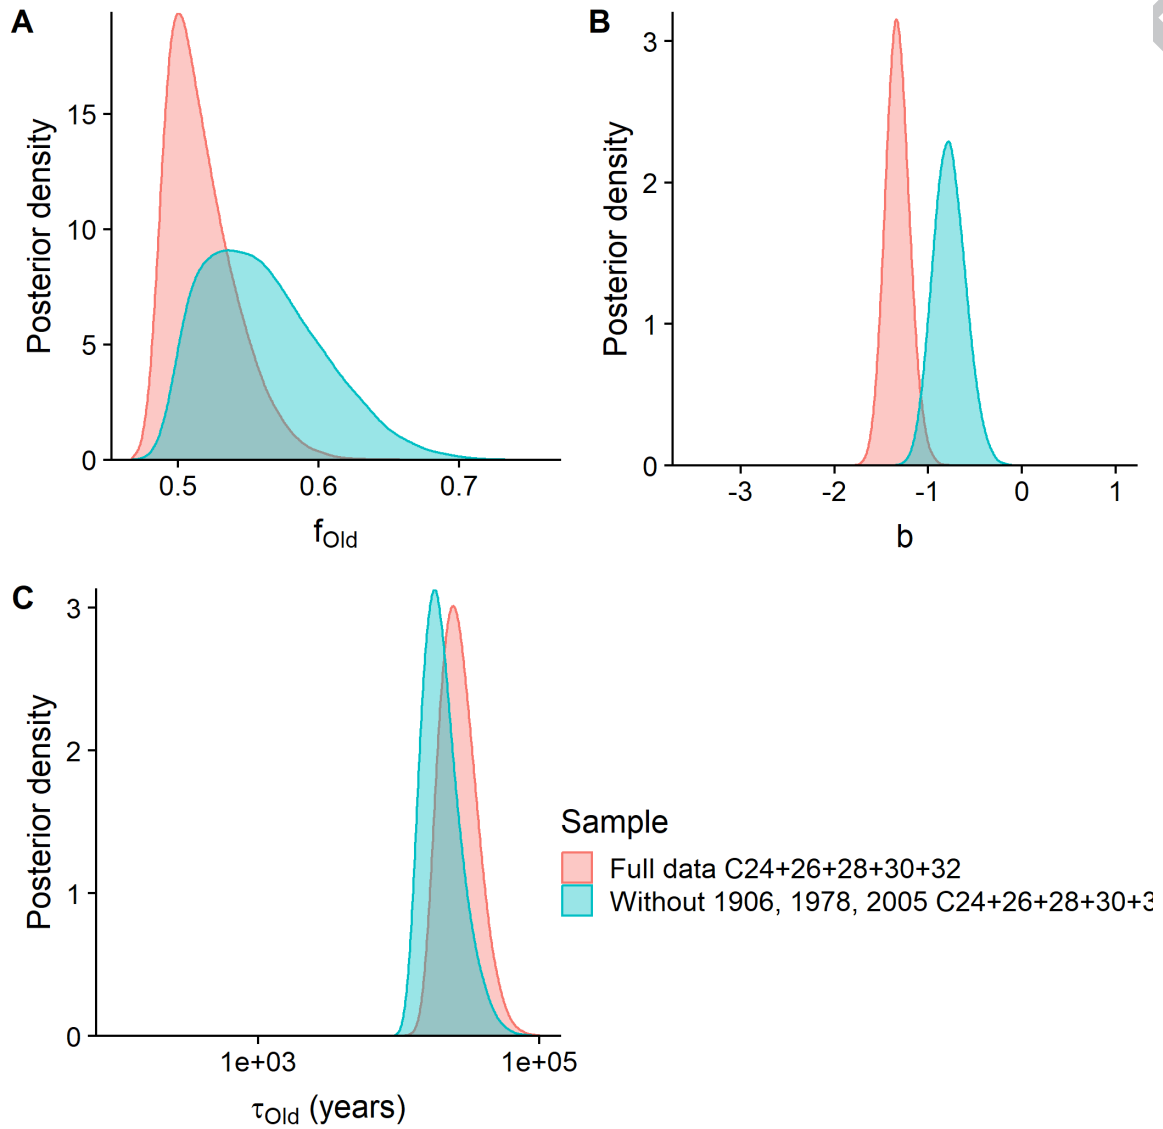 A
Posterior density
15
10
5
0
0.5 0.6 0.7
fOld
B
Posterior density
3
2
1
0
-3 -2 -1 0 1
b
C
Posterior density
3
2
1
0
1e+03 1e+05
τOld (years)
Sample
Full data C24+26+28+30+32
Without 1906, 1978, 2005 C24+26+28+30+3